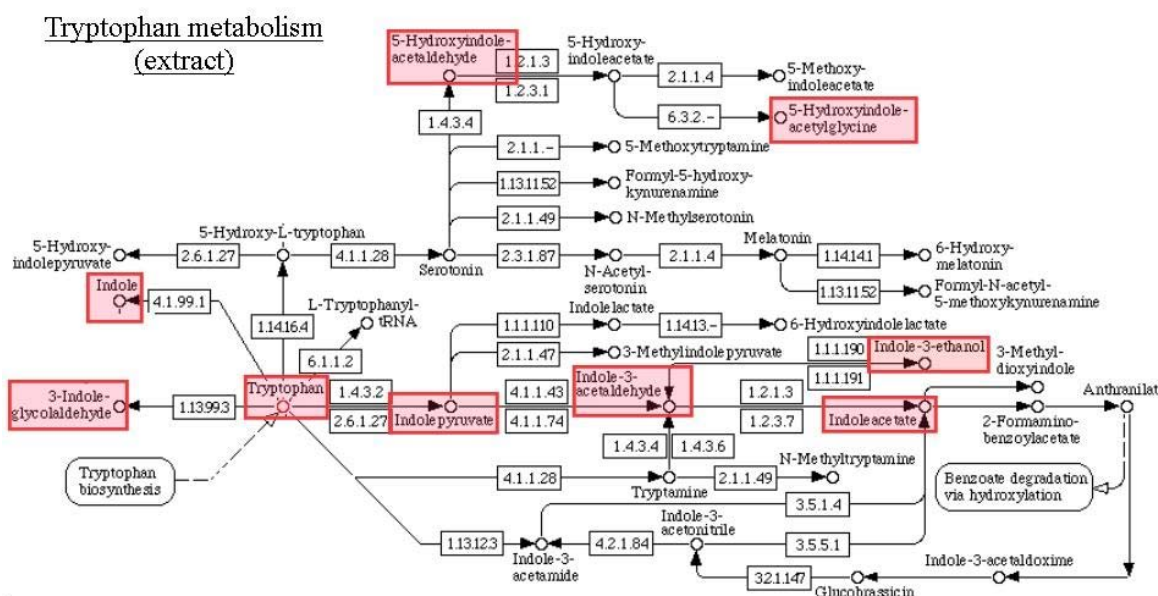 Tryptophan metabolism
(extract)
5-Hydroxyindole-
acetaldehyde
1.2.1.3
1.2.3.1
5-Hydroxy-
indoleacetate
2.1.1.4
5-Methoxy-
indoleacetate
6.3.2.-
5-Hydroxyindole-
acetylglycine
1.4.3.4
2.1.1.-
5-Methoxytryptamine
1.13.11.52
Formyl-5-hydroxy-
kynurenamine
2.1.1.49
N-Methylserotonin
5-Hydroxy-
indolepyruvate
2.6.1.27
5-Hydroxy-L-tryptophan
4.1.1.28
Serotonin
2.3.1.87
N-Acetyl-
serotonin
2.1.1.4
Melatonin
1.14.14.1
6-Hydroxy-
melatonin
1.13.11.52
Formyl-N-acetyl-
5-methoxykynurenamine
Indole
4.1.99.1
1.14.16.4
L-Tryptophanyl-
tRNA
6.1.1.2
1.1.1.110
Indolelactate
1.14.13.-
6-Hydroxyindolelactate
2.1.1.47
3-Methylindolepyruvate
1.1.1.190
Indole-3-ethanol
1.1.1.191
3-Methyl-
dioxyindole
3-Indole-
glycolaldehyde
1.13.99.3
Tryptophan
1.4.3.2
2.6.1.27
Indolepyruvate
4.1.1.43
4.1.1.74
Indole-3-
acetaldehyde
1.2.1.3
1.2.3.7
Indoleacetate
2-Formamino-
benzoylacetate
Anthranilat
1.4.3.4
1.4.3.6
Tryptophan
biosynthesis
4.1.1.28
Tryptamine
2.1.1.49
N-Methyltryptamine
Benzoate degradation
via hydroxylation
3.5.1.4
1.13.12.3
Indole-3-
acetamide
4.2.1.84
Indole-3-
acetonitrile
3.5.5.1
3.2.1.147
Glucobrassicin
Indole-3-acetaldoxime